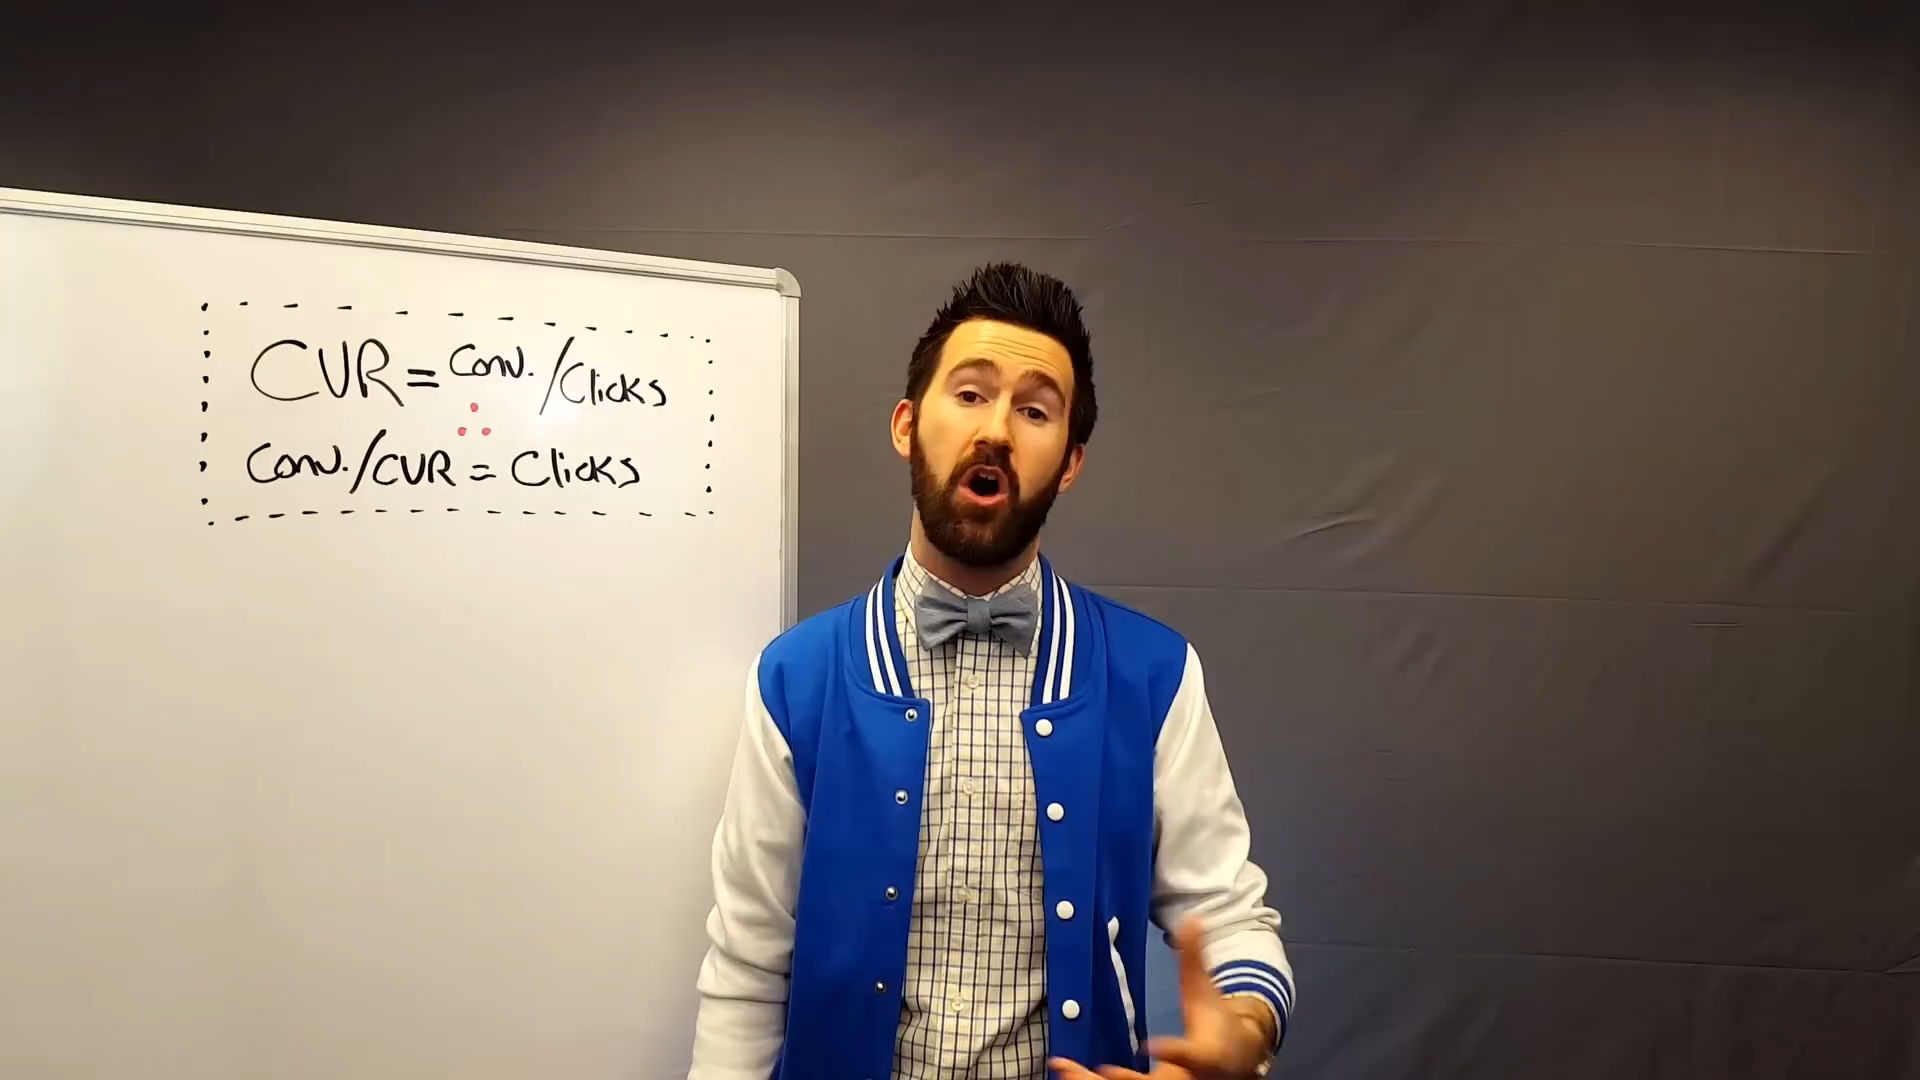 CVR = Conv./Clicks
∴
Conv./CVR = Clicks